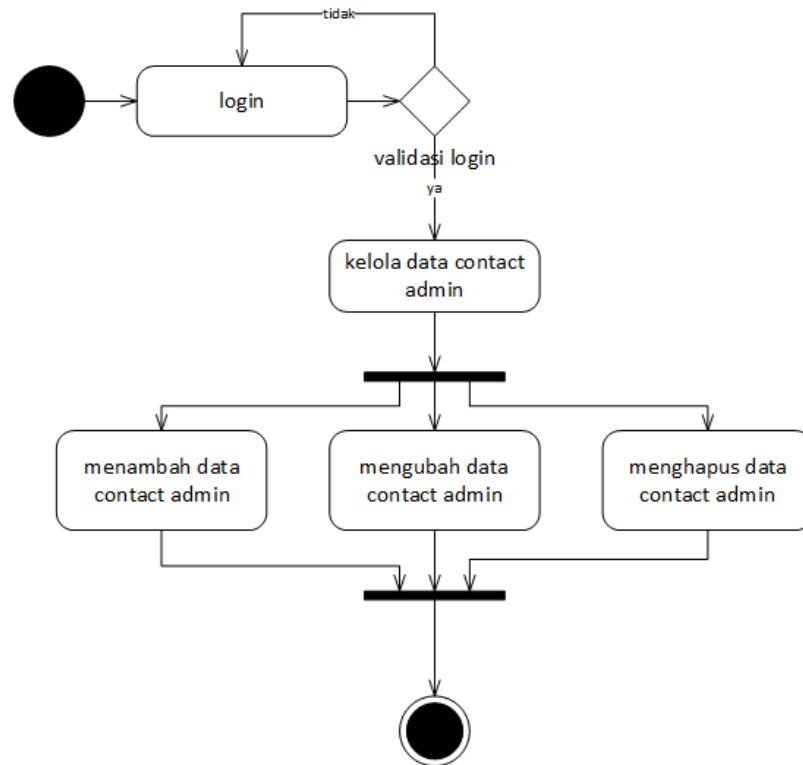 tidak
login
validasi login
ya
kelola data contact
admin
menambah data
contact admin
mengubah data
contact admin
menghapus data
contact admin